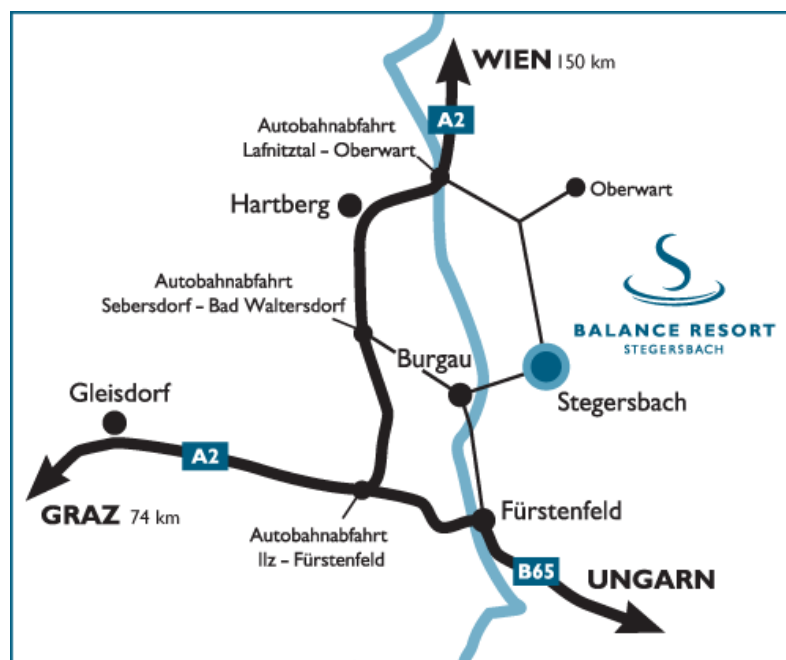 WIEN 150 km
A2
Autobahnabfahrt
Lafnitztal – Oberwart
Oberwart
Hartberg
Autobahnabfahrt
Sebersdorf – Bad Waltersdorf
BALANCE RESORT
STEGERSBACH
Burgau
Gleisdorf
Stegersbach
A2
GRAZ 74 km
Fürstenfeld
Autobahnabfahrt
Ilz – Fürstenfeld
B65
UNGARN